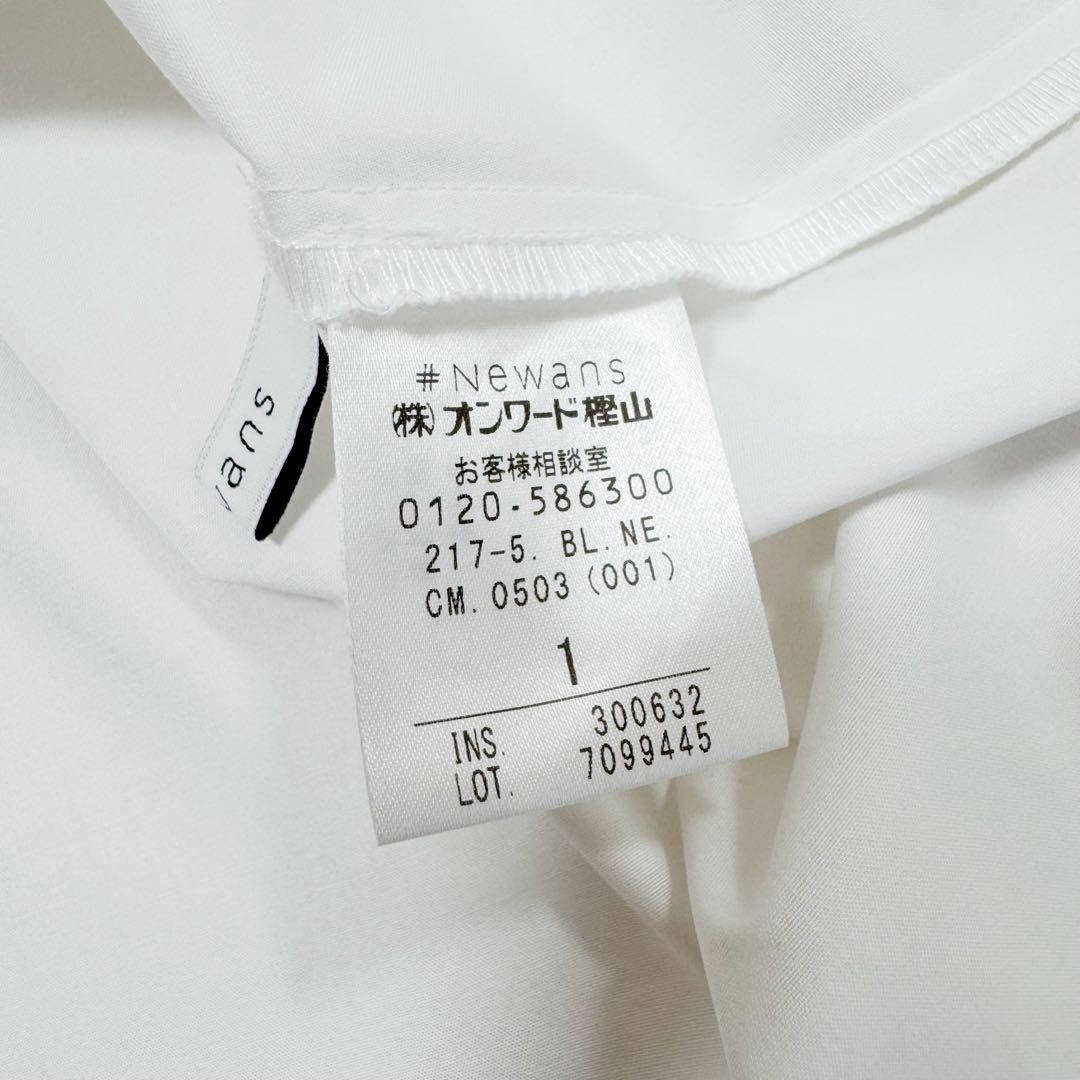 #Newans
(株)オンワード樫山
お客様相談室
0120-586300
217-5. BL.NE.
CM.0503 (001)
1
INS. 300632
LOT. 7099445
wans